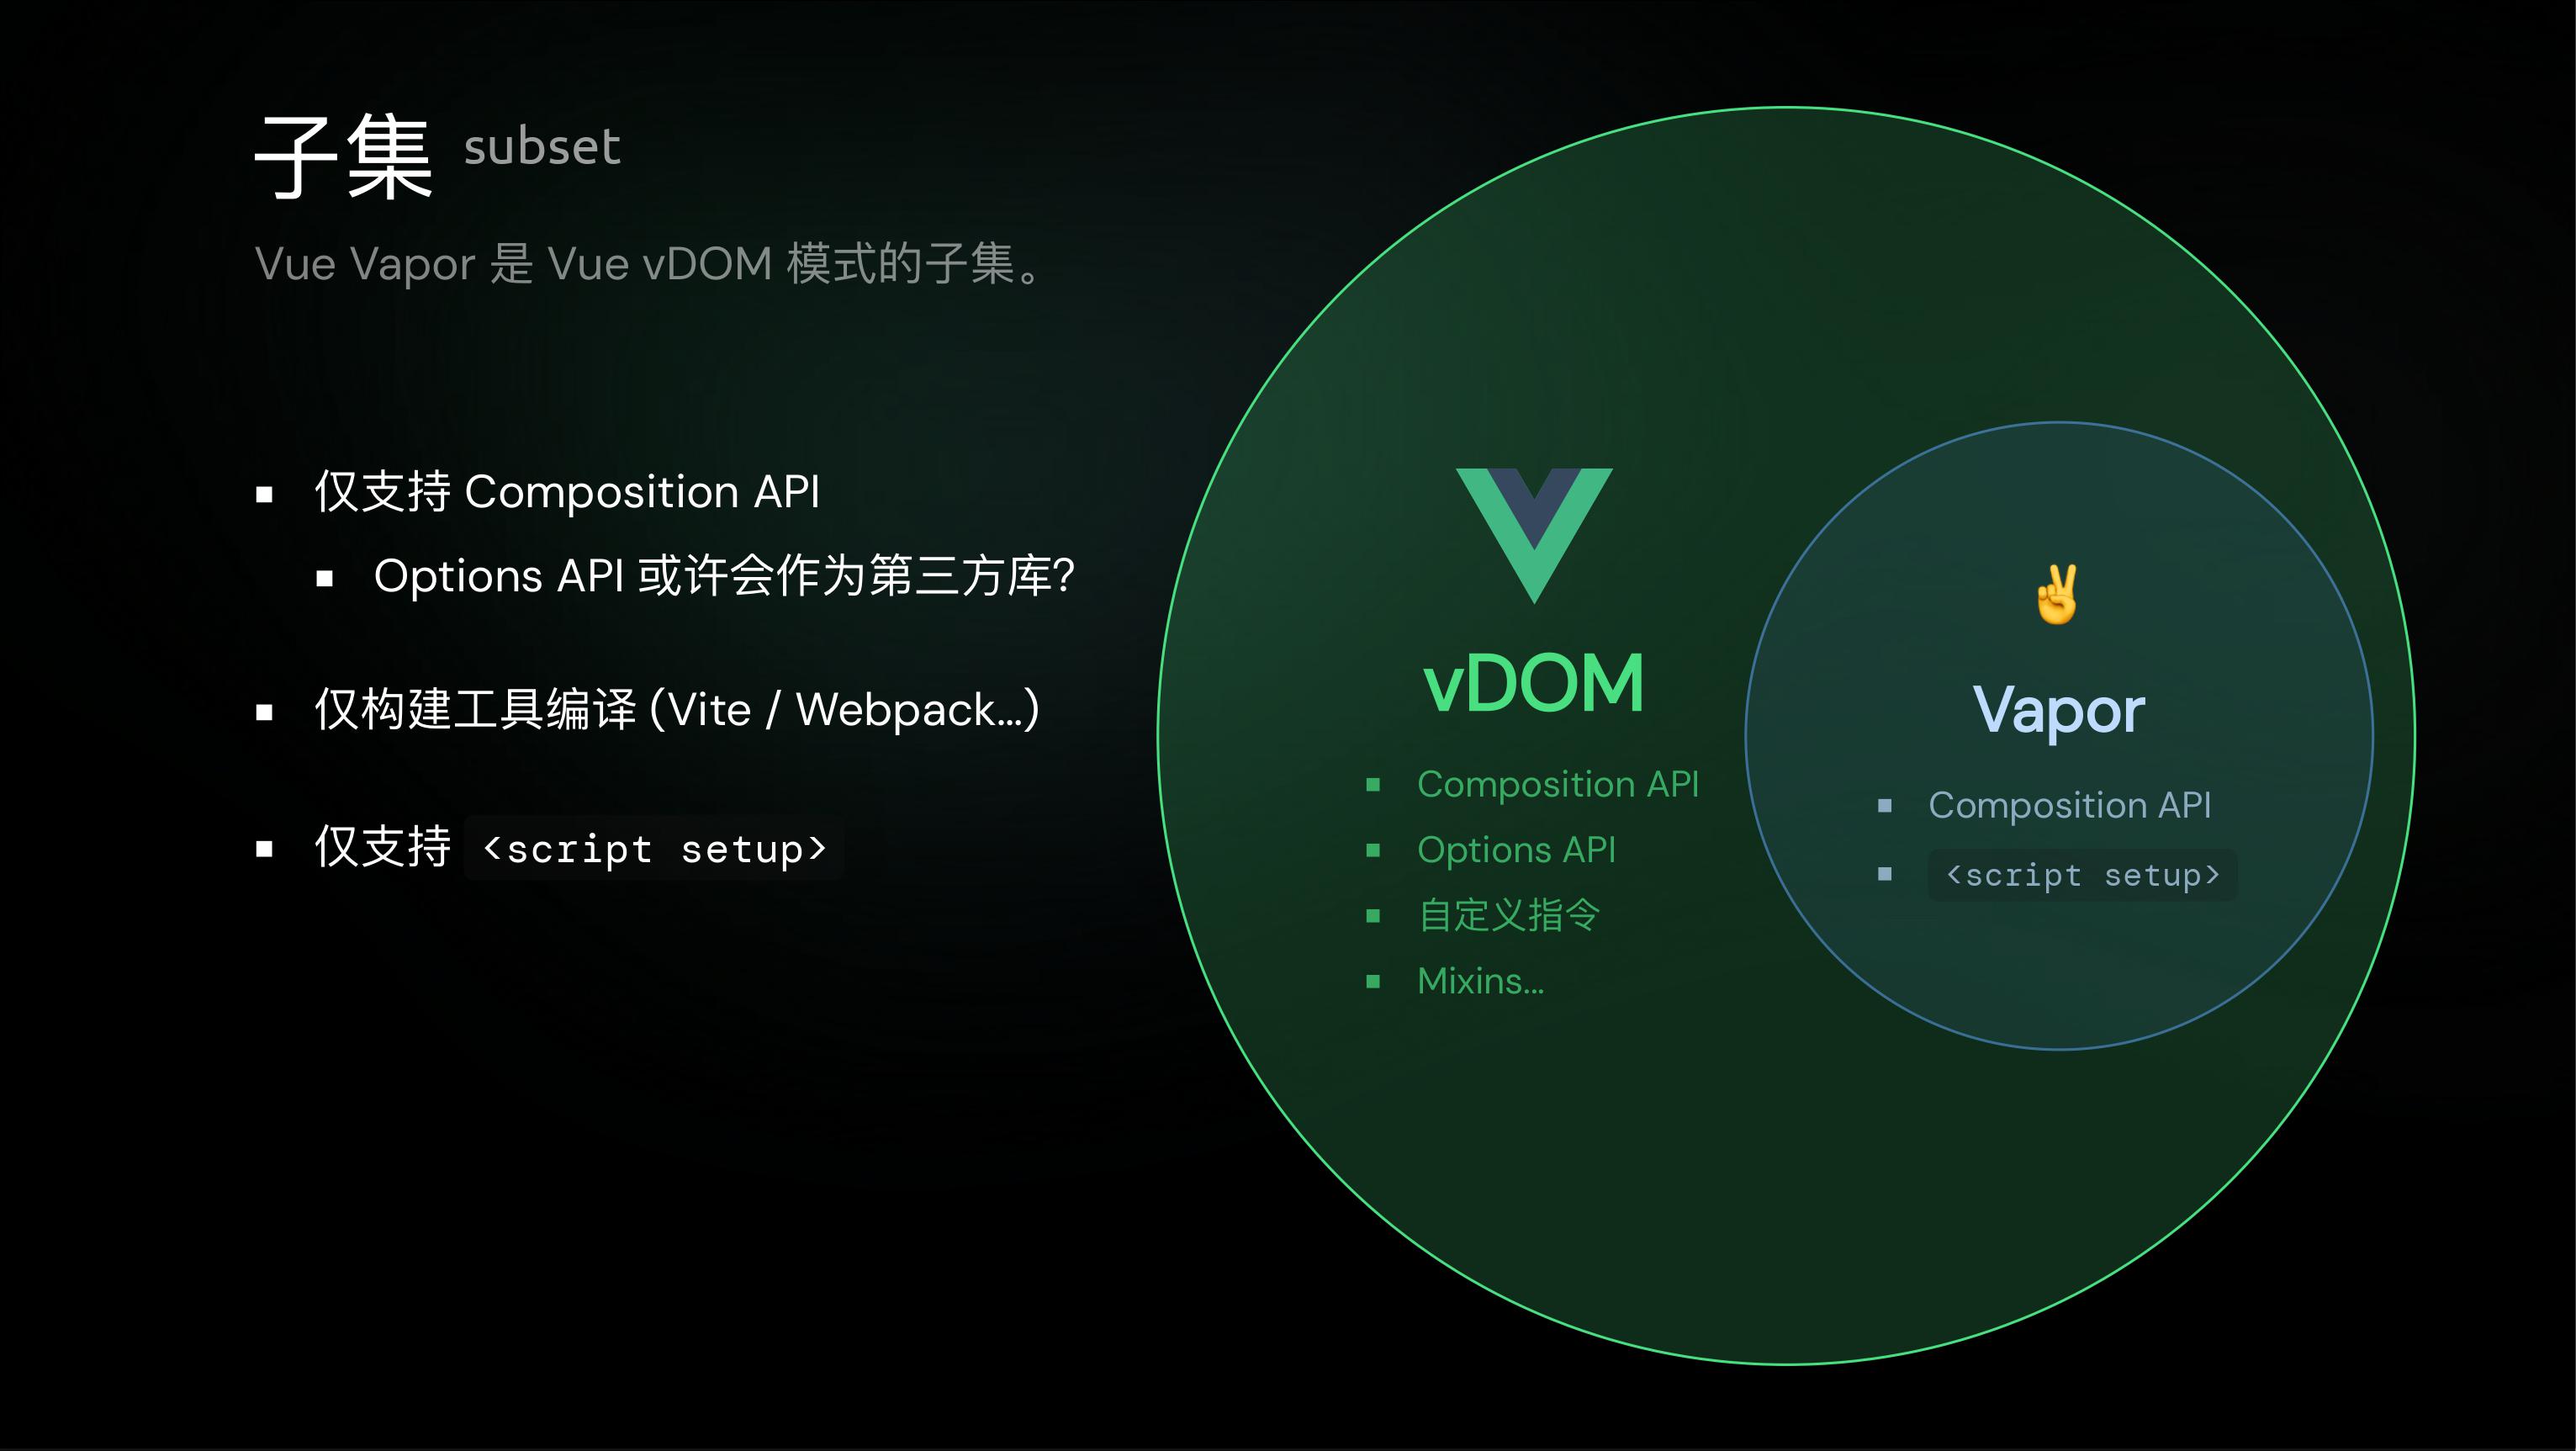 子集 subset
Vue Vapor 是 Vue vDOM 模式的子集。
仅支持 Composition API
Options API 或许会作为第三方库?
仅构建工具编译 (Vite / Webpack...)
仅支持 <script setup>
vDOM
Composition API
Options API
自定义指令
Mixins...
Vapor
Composition API
<script setup>